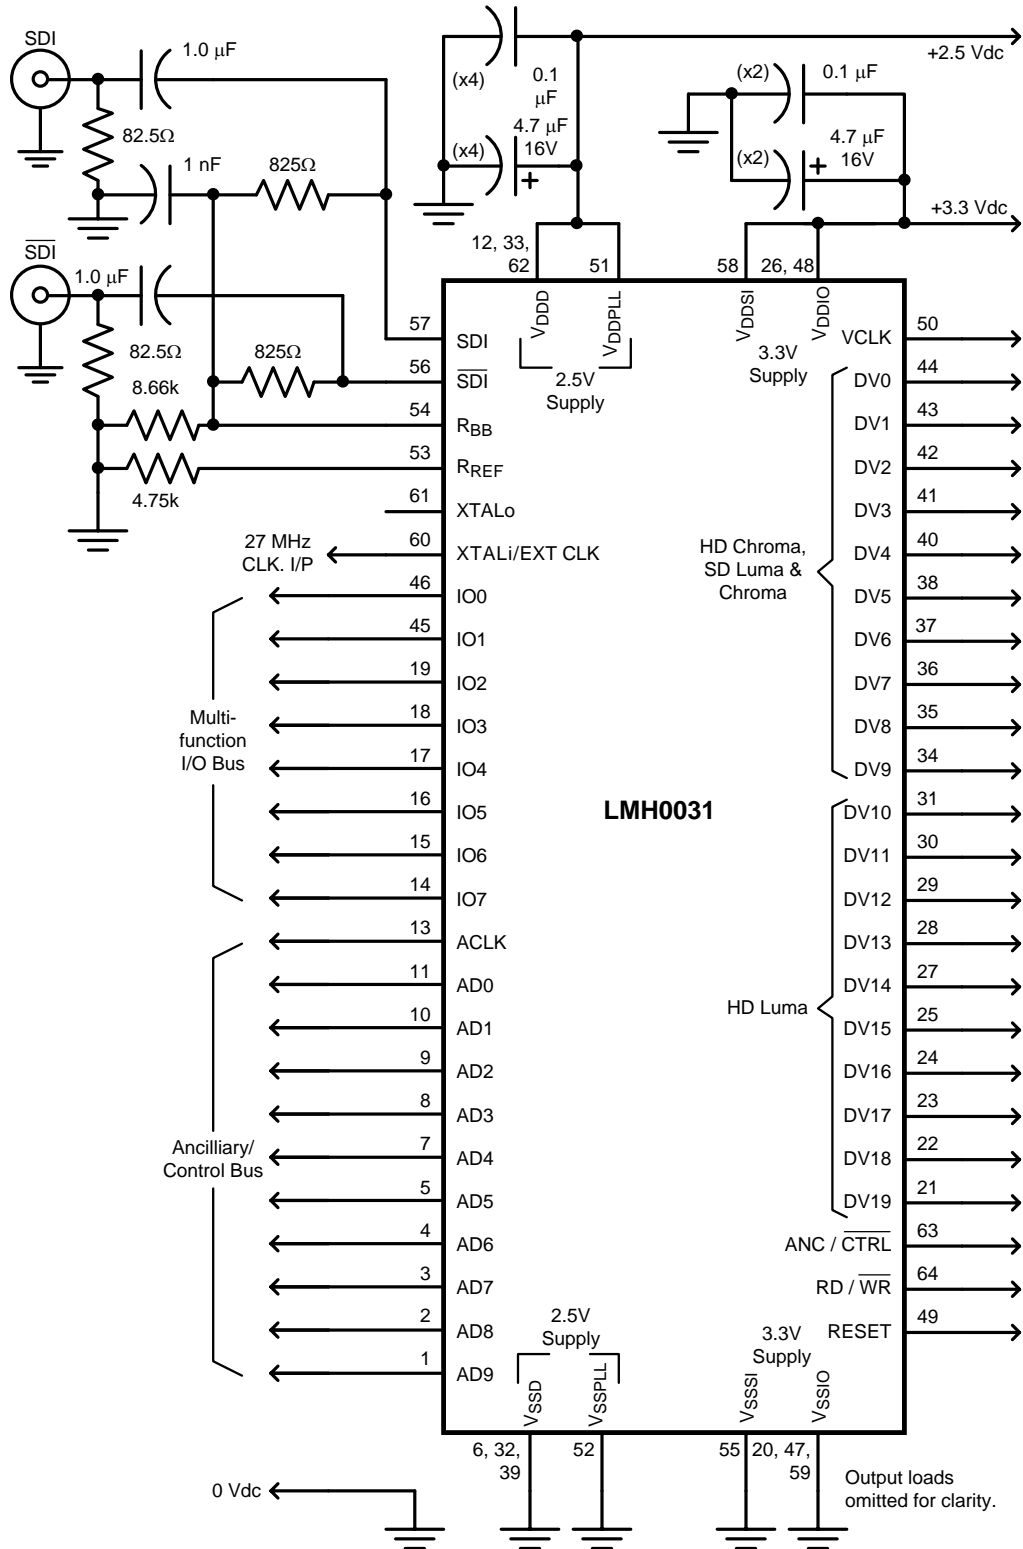 SDI
1.0 μF
82.5Ω
1 nF
825Ω
SDI
1.0 μF
82.5Ω
825Ω
8.66k
4.75k
(x4)
0.1
μF
(x4)
4.7 μF
16V
+
+2.5 Vdc
(x2)
0.1 μF
(x2)
4.7 μF
16V
+
+3.3 Vdc
12, 33,
62
51
58
26, 48
VDDD
VDDPLL
VDDSI
VDDIO
2.5V
Supply
3.3V
Supply
57
SDI
56
SDI
54
RBB
53
RREF
61
XTALo
27 MHz
CLK. I/P
60
XTALi/EXT CLK
46
IO0
45
IO1
19
IO2
18
IO3
17
IO4
16
IO5
15
IO6
14
IO7
Multi-
function
I/O Bus
13
ACLK
11
AD0
10
AD1
9
AD2
8
AD3
7
AD4
5
AD5
4
AD6
3
AD7
2
AD8
1
AD9
Ancilliary/
Control Bus
LMH0031
VCLK
50
DV0
44
DV1
43
DV2
42
DV3
41
DV4
40
DV5
38
DV6
37
DV7
36
DV8
35
DV9
34
HD Chroma,
SD Luma &
Chroma
DV10
31
DV11
30
DV12
29
DV13
28
DV14
27
DV15
25
DV16
24
DV17
23
DV18
22
DV19
21
HD Luma
ANC / CTRL
63
RD / WR
64
RESET
49
2.5V
Supply
3.3V
Supply
VSSD
VSSPLL
VSSSI
VSSIO
6, 32,
39
52
55
20, 47,
59
0 Vdc
Output loads
omitted for clarity.